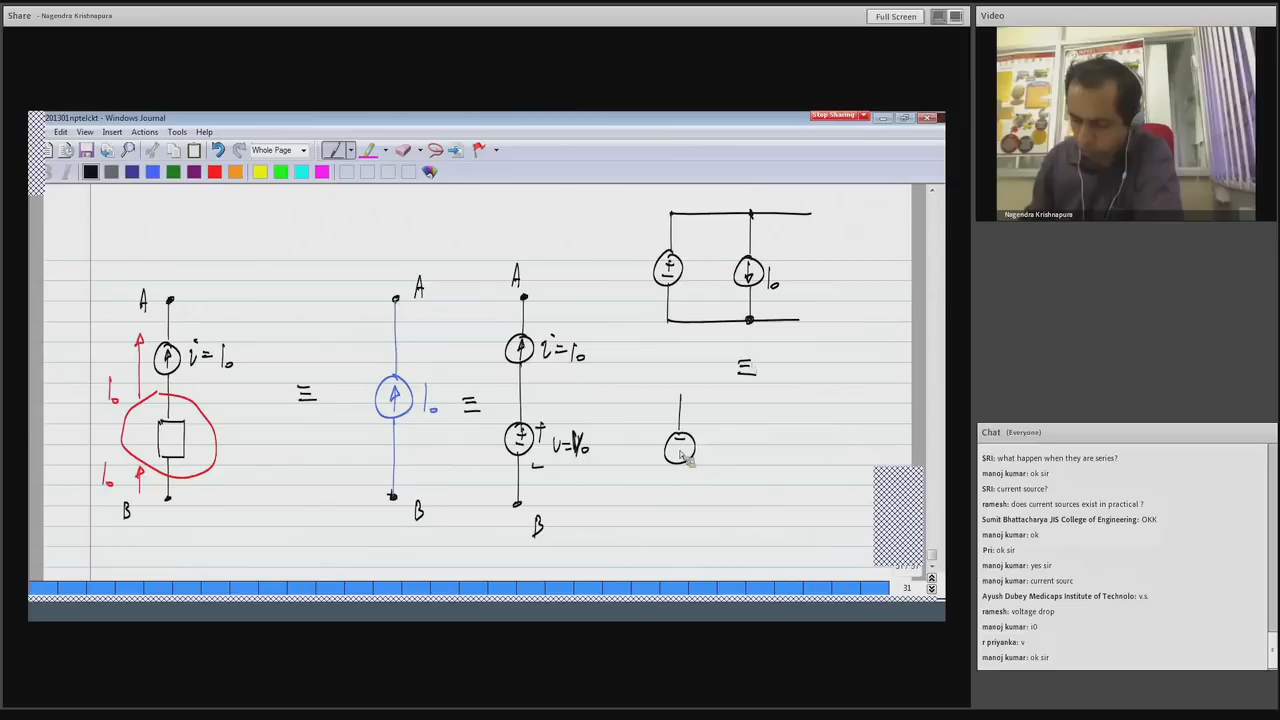 Share - Nagendra Krishnapura
Full Screen
Video
201301nptelckt - Windows Journal
Stop Sharing
Edit View Insert Actions Tools Help
Whole Page
A
i = I₀
I₀
I₀
B
≡
A
I₀
B
≡
A
i = I₀
+
v = V₀
-
B
I₀
≡
31
Nagendra Krishnapura
Chat (Everyone)
SRI: what happen when they are series?
manoj kumar: ok sir
SRI: current source?
ramesh: does current sources exist in practical ?
Sumit Bhattacharya JIS College of Engineering: OKK
manoj kumar: ok
Pri: ok sir
manoj kumar: yes sir
manoj kumar: current sourc
Ayush Dubey Medicaps Institute of Technolo: v.s.
ramesh: voltage drop
manoj kumar: i0
r priyanka: v
manoj kumar: ok sir